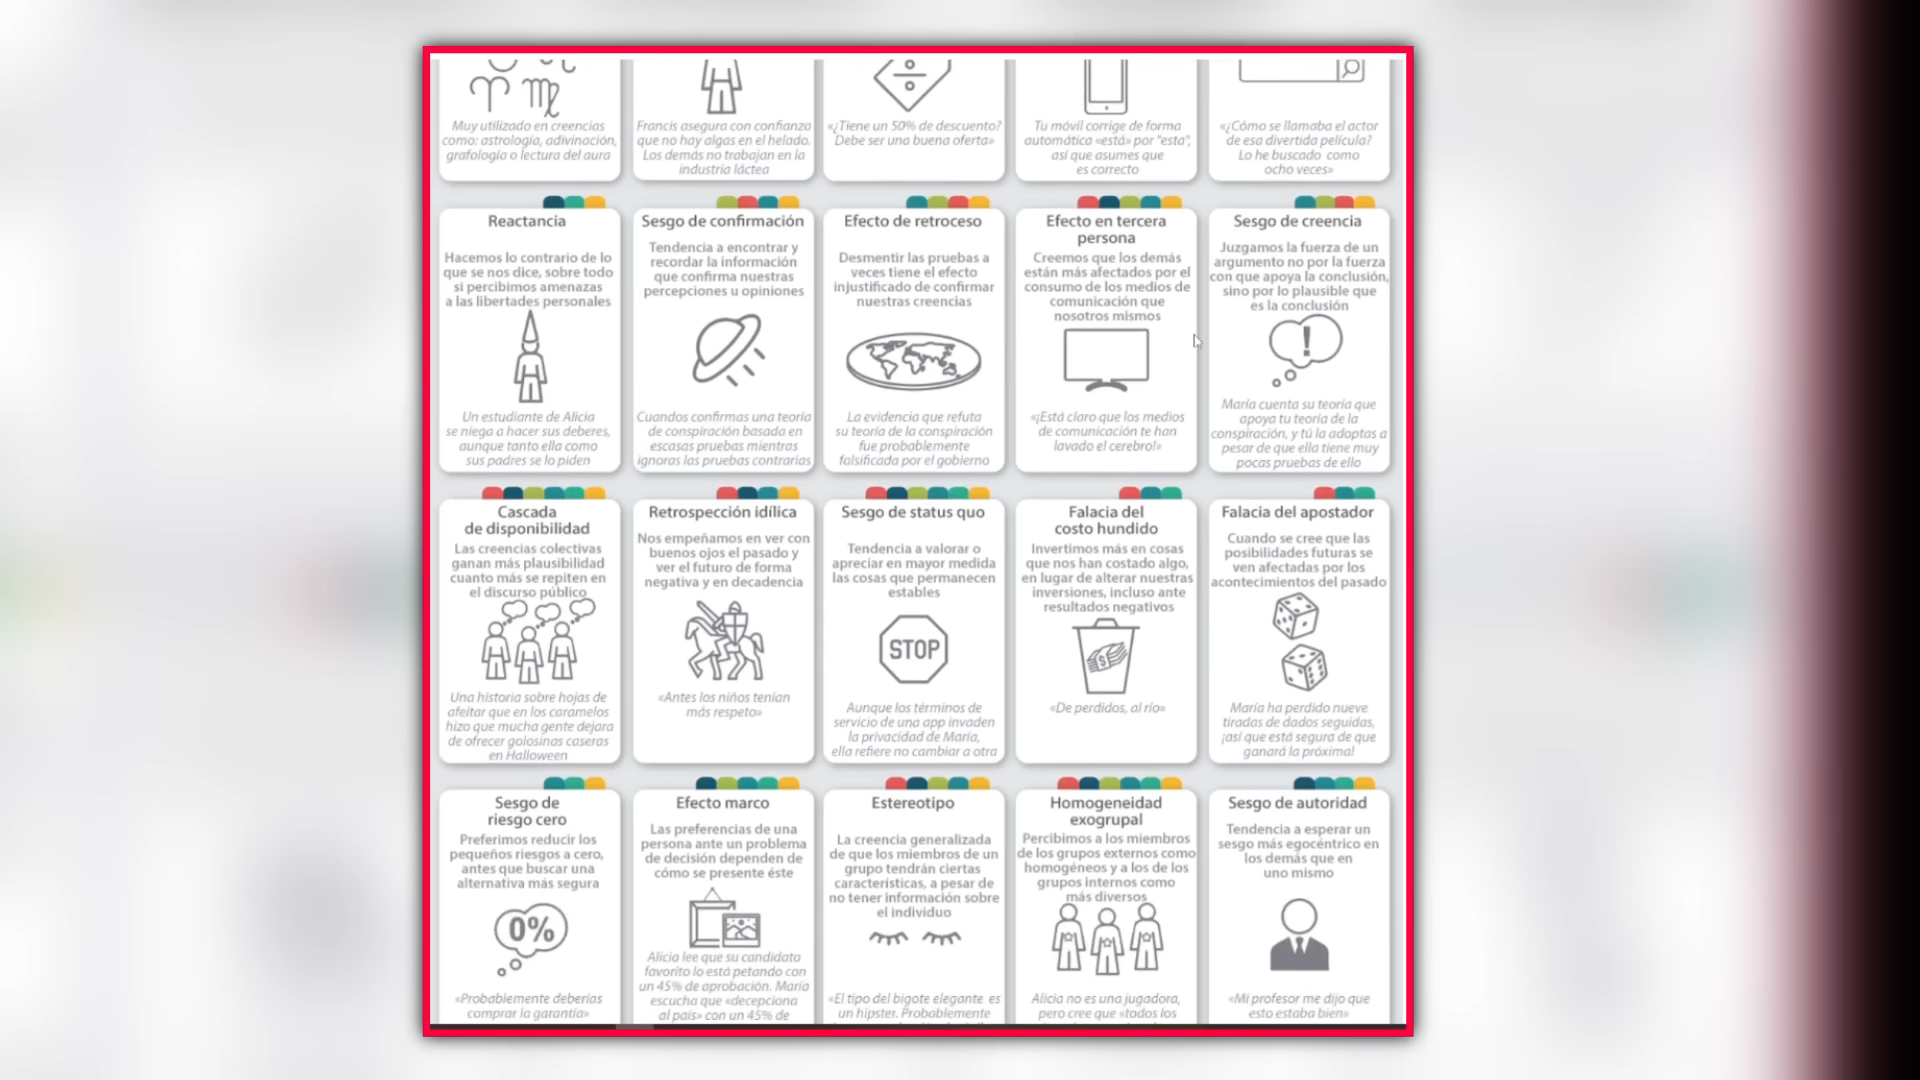 Muy utilizado en creencias
como: astrología, adivinación,
grafología o lectura del aura
Francis asegura con confianza
que no hay algas en el helado.
Los demás no trabajan en la
industria láctea
«¿Tiene un 50% de descuento?
Debe ser una buena oferta»
Tu móvil corrige de forma
automática «está» por "esta",
así que asumes que
es correcto
«¿Cómo se llamaba el actor
de esa divertida película?
Lo he buscado como
ocho veces»
Reactancia
Hacemos lo contrario de lo
que se nos dice, sobre todo
si percibimos amenazas
a las libertades personales
Un estudiante de Alicia
se niega a hacer sus deberes,
aunque tanto ella como
sus padres se lo piden
Sesgo de confirmación
Tendencia a encontrar y
recordar la información
que confirma nuestras
percepciones u opiniones
Cuandos confirmas una teoría
de conspiración basada en
escasas pruebas mientras
ignoras las pruebas contrarias
Efecto de retroceso
Desmentir las pruebas a
veces tiene el efecto
injustificado de confirmar
nuestras creencias
La evidencia que refuta
su teoría de la conspiración
fue probablemente
falsificada por el gobierno
Efecto en tercera
persona
Creemos que los demás
están más afectados por el
consumo de los medios de
comunicación que
nosotros mismos
«¡Está claro que los medios
de comunicación te han
lavado el cerebro!»
Sesgo de creencia
Juzgamos la fuerza de un
argumento no por la fuerza
con que apoya la conclusión,
sino por lo plausible que
es la conclusión
!
María cuenta su teoría que
apoya tu teoría de la
conspiración, y tú la adoptas a
pesar de que ella tiene muy
pocas pruebas de ello
Cascada
de disponibilidad
Las creencias colectivas
ganan más plausibilidad
cuanto más se repiten en
el discurso público
Una historia sobre hojas de
afeitar que en los caramelos
hizo que mucha gente dejara
de ofrecer golosinas caseras
en Halloween
Retrospección idílica
Nos empeñamos en ver con
buenos ojos el pasado y
ver el futuro de forma
negativa y en decadencia
«Antes los niños tenían
más respeto»
Sesgo de status quo
Tendencia a valorar o
apreciar en mayor medida
las cosas que permanecen
estables
STOP
Aunque los términos de
servicio de una app invaden
la privacidad de María,
ella refiere no cambiar a otra
Falacia del
costo hundido
Invertimos más en cosas
que nos han costado algo,
en lugar de alterar nuestras
inversiones, incluso ante
resultados negativos
$
«De perdidos, al río»
Falacia del apostador
Cuando se cree que las
posibilidades futuras se
ven afectadas por los
acontecimientos del pasado
María ha perdido nueve
tiradas de dados seguidas,
¡así que está segura de que
ganará la próxima!
Sesgo de
riesgo cero
Preferimos reducir los
pequeños riesgos a cero,
antes que buscar una
alternativa más segura
0%
«Probablemente deberías
comprar la garantía»
Efecto marco
Las preferencias de una
persona ante un problema
de decisión dependen de
cómo se presente éste
Alicia lee que su candidato
favorito lo está petando con
un 45% de aprobación. María
escucha que «decepciona
al país» con un 45% de
Estereotipo
La creencia generalizada
de que los miembros de un
grupo tendrán ciertas
características, a pesar de
no tener información sobre
el individuo
«El tipo del bigote elegante es
un hípster. Probablemente
Homogeneidad
exogrupal
Percibimos a los miembros
de los grupos externos como
homogéneos y a los de los
grupos internos como
más diversos
Alicia no es una jugadora,
pero cree que «todos los
Sesgo de autoridad
Tendencia a esperar un
sesgo más egocéntrico en
los demás que en
uno mismo
«Mi profesor me dijo que
esto estaba bien»